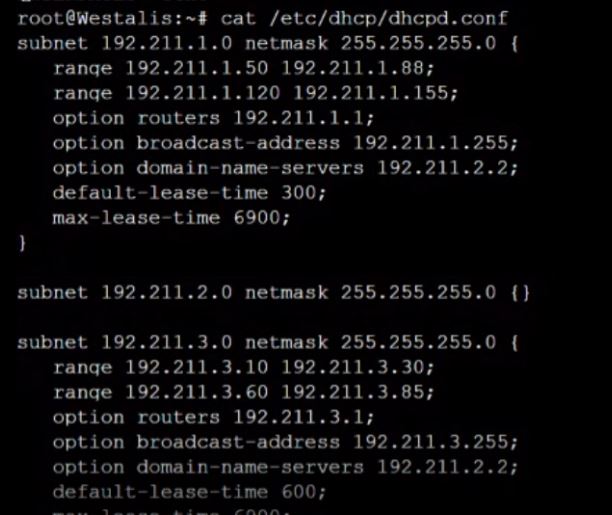 root@Westalis:~# cat /etc/dhcp/dhcpd.conf
subnet 192.211.1.0 netmask 255.255.255.0 {
range 192.211.1.50 192.211.1.88;
range 192.211.1.120 192.211.1.155;
option routers 192.211.1.1;
option broadcast-address 192.211.1.255;
option domain-name-servers 192.211.2.2;
default-lease-time 300;
max-lease-time 6900;
}
subnet 192.211.2.0 netmask 255.255.255.0 {}
subnet 192.211.3.0 netmask 255.255.255.0 {
range 192.211.3.10 192.211.3.30;
range 192.211.3.60 192.211.3.85;
option routers 192.211.3.1;
option broadcast-address 192.211.3.255;
option domain-name-servers 192.211.2.2;
default-lease-time 600;
max-lease-time 6900;